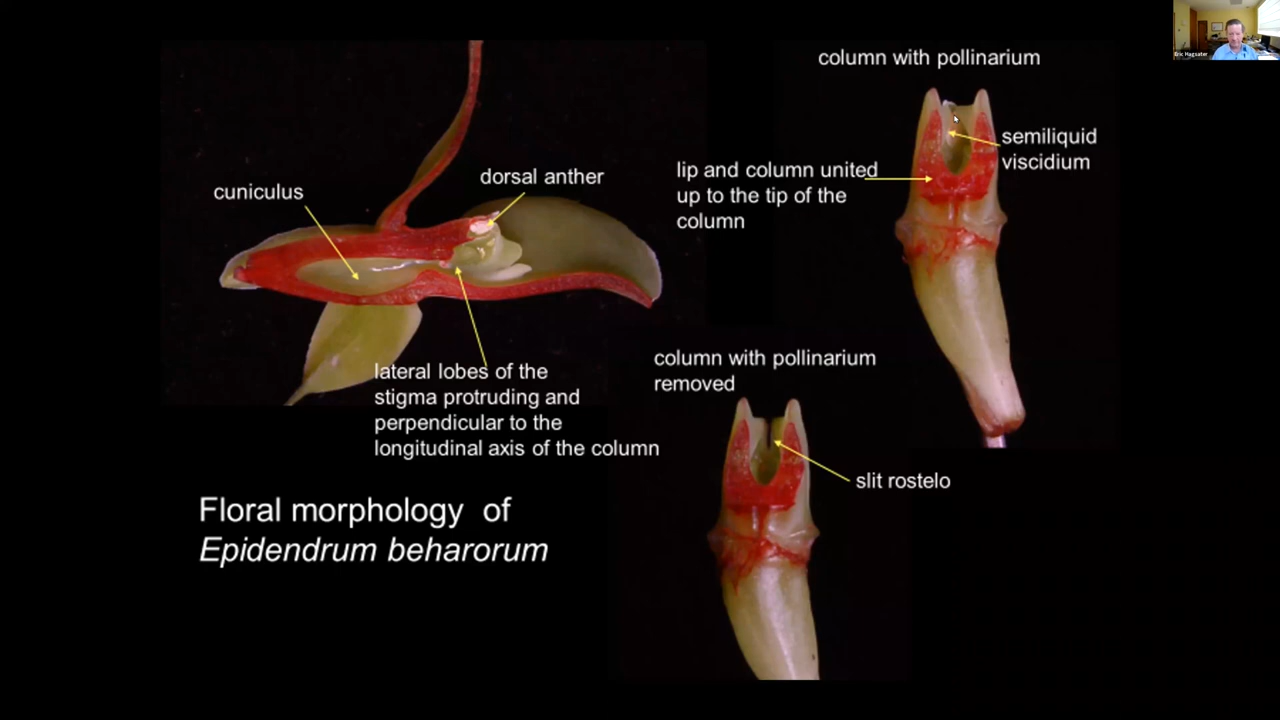 column with pollinarium
semiliquid
viscidium
lip and column united
up to the tip of the
column
dorsal anther
cuniculus
lateral lobes of the
stigma protruding and
perpendicular to the
longitudinal axis of the column
column with pollinarium
removed
slit rostelo
Floral morphology of
Epidendrum beharorum
Eric Hagsater